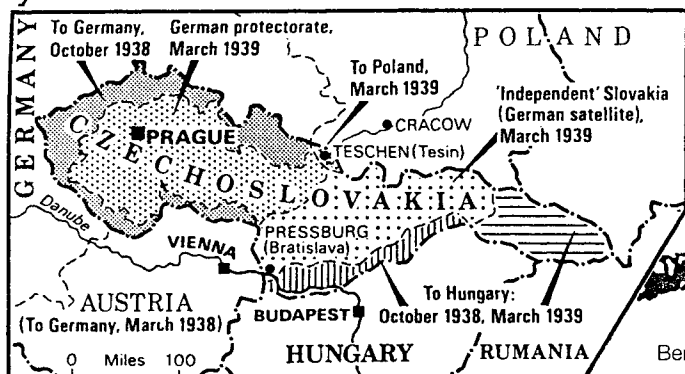 To Germany,
October 1938
German protectorate,
March 1939
POLAND
GERMANY
To Poland,
March 1939
'Independent' Slovakia
(German satellite),
March 1939
CRACOW
PRAGUE
TESCHEN (Tesin)
CZECHOSLOVAKIA
Danube
PRESSBURG
(Bratislava)
VIENNA
AUSTRIA
(To Germany, March 1938)
To Hungary:
October 1938, March 1939
BUDAPEST
0 Miles 100
HUNGARY
RUMANIA
Ber